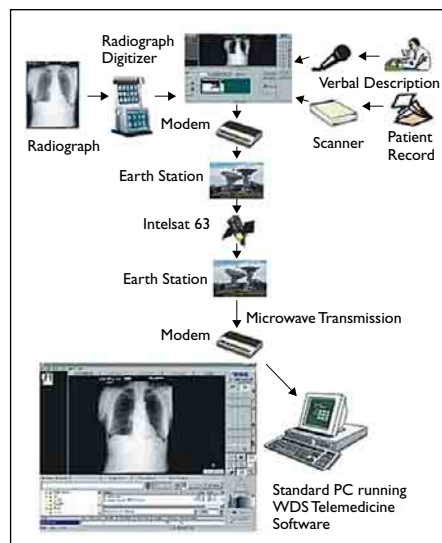 Radiograph
Digitizer
Verbal Description
Modem
Radiograph
Scanner
Patient
Record
Earth Station
Intelsat 63
Earth Station
Microwave Transmission
Modem
Standard PC running
WDS Telemedicine
Software